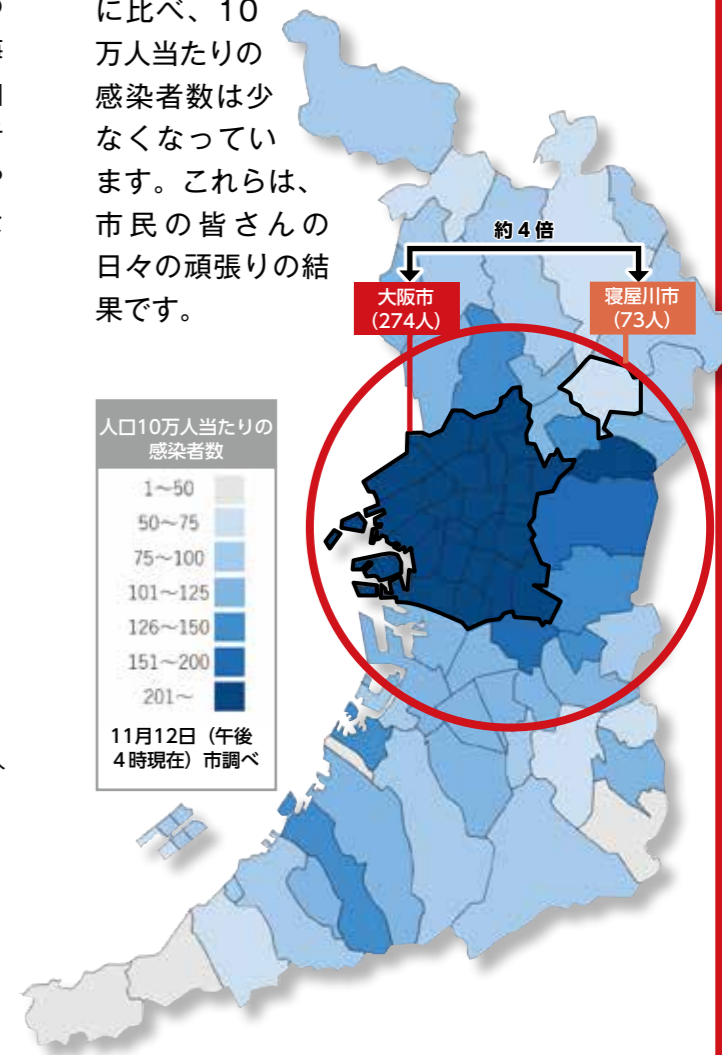 に比べ、10
万人当たりの
感染者数は少
なくなってい
ます。これらは、
市民の皆さんの
日々の頑張りの結
果です。
約4倍
大阪市
（274人）
寝屋川市
（73人）
人口10万人当たりの
感染者数
1～50
50～75
75～100
101～125
126～150
151～200
201～
11月12日（午後
4時現在）市調べ